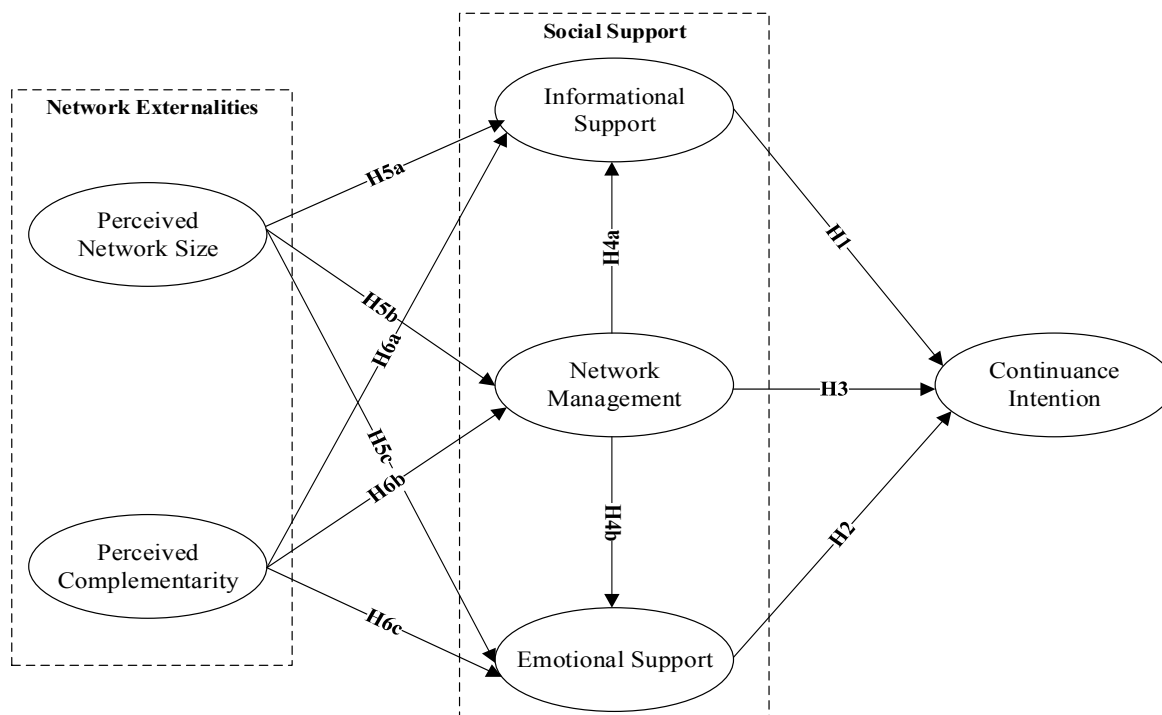 Social Support
Network Externalities
Informational
Support
Perceived
Network Size
H5a
H1
H4a
H5b
H6a
Network
Management
H3
Continuance
Intention
H5c
H6b
H4b
H2
Perceived
Complementarity
H6c
Emotional Support